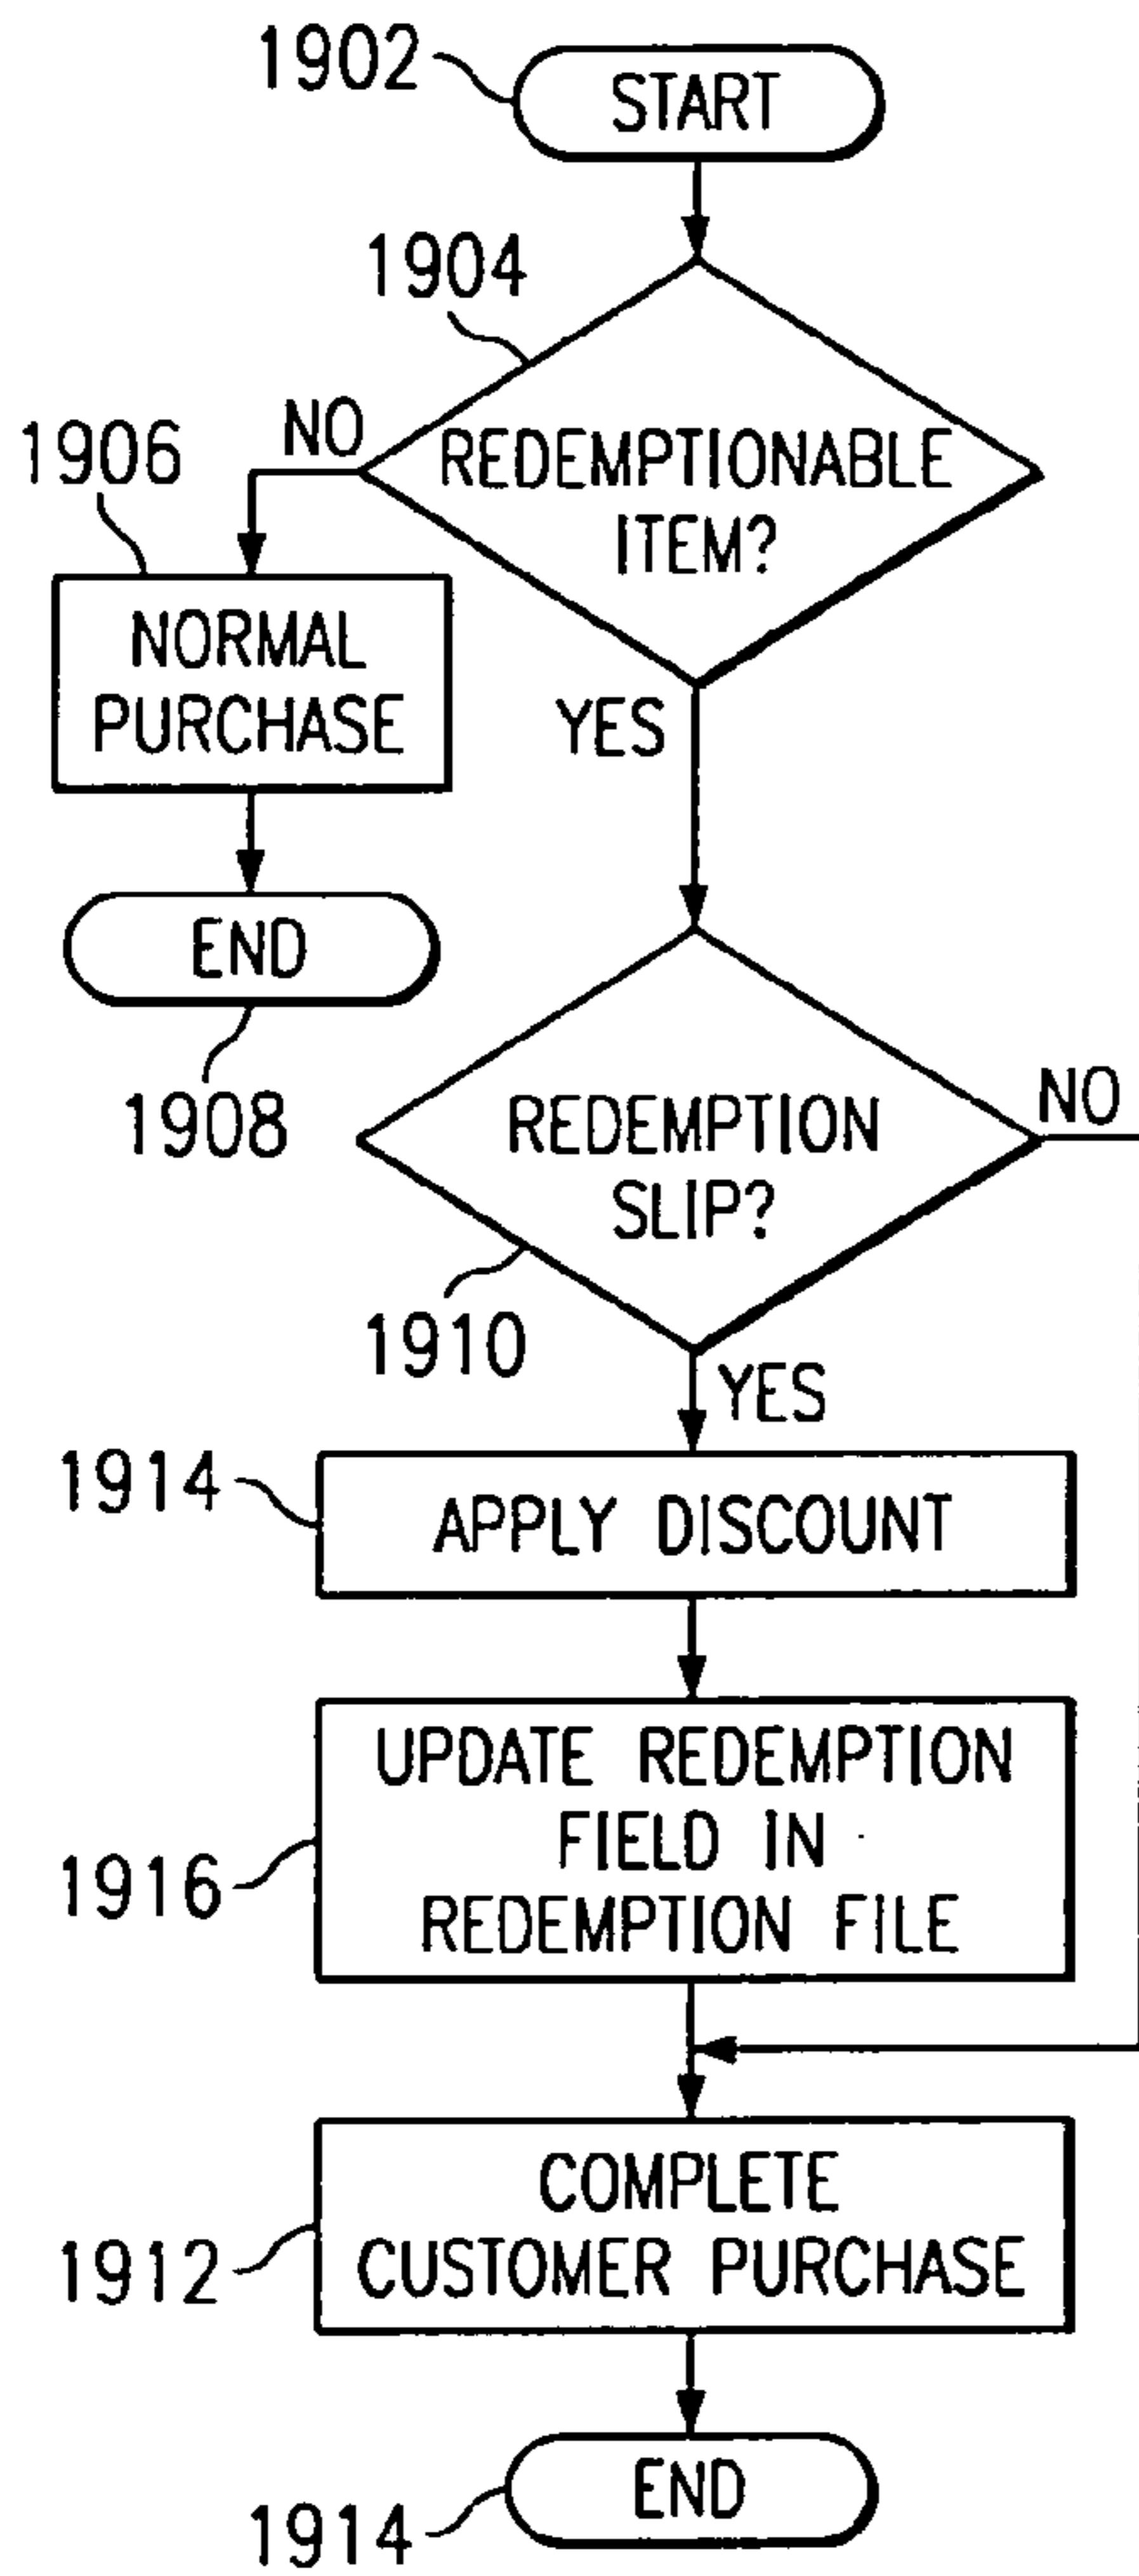 1902
START
1904
NO
REDEMPTIONABLE
ITEM?
1906
NORMAL
PURCHASE
YES
END
1908
REDEMPTION
SLIP?
NO
1910
YES
1914
APPLY DISCOUNT
UPDATE REDEMPTION
FIELD IN
REDEMPTION FILE
1916
COMPLETE
CUSTOMER PURCHASE
1912
END
1914